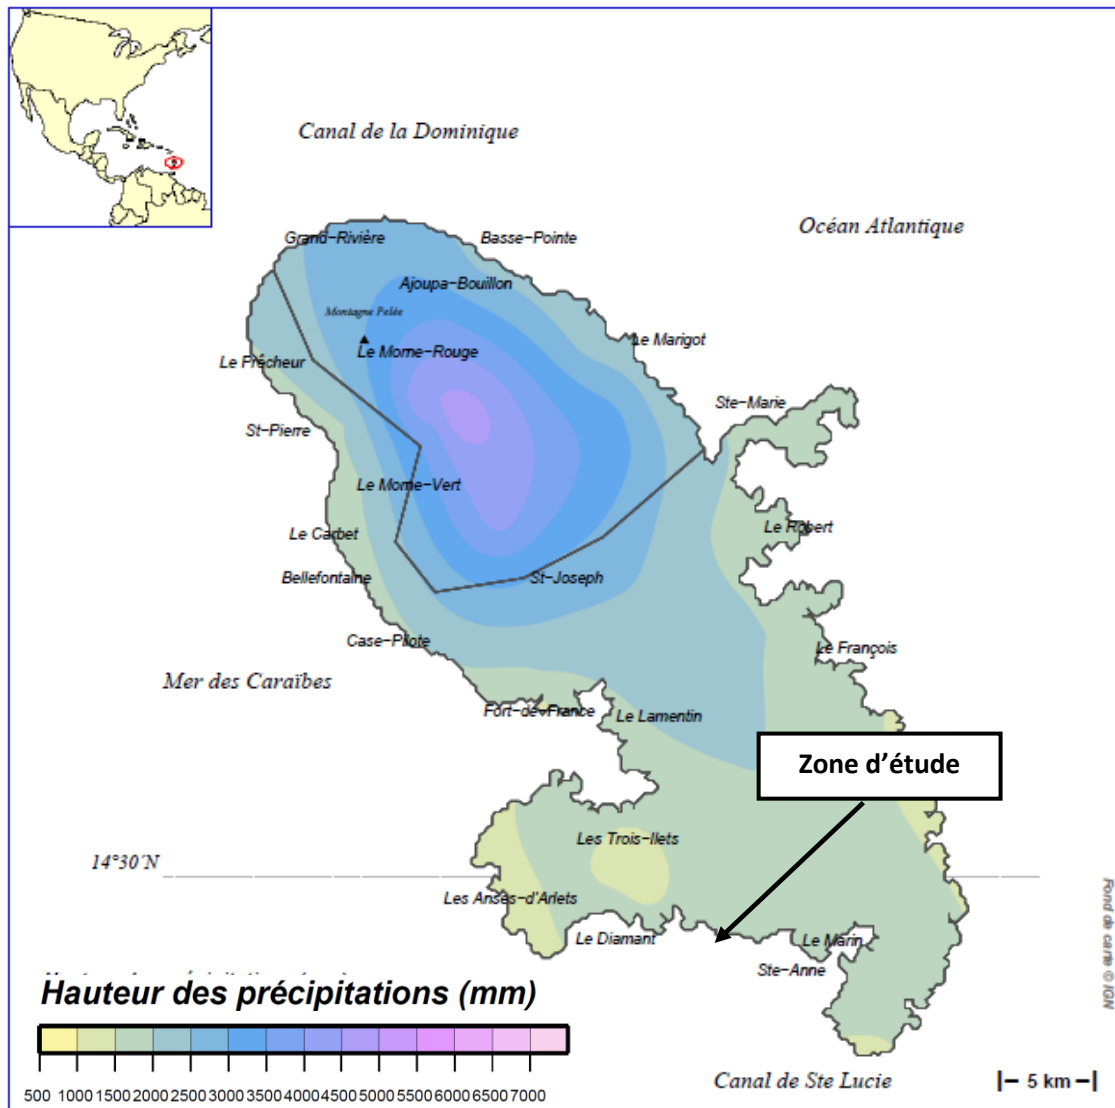 Canal de la Dominique
Océan Atlantique
Grand-Rivière
Basse-Pointe
Ajoupa-Bouillon
Montagne Pelée
Le Marigot
Le Morne-Rouge
Le Prêcheur
Ste-Marie
St-Pierre
Le Morne-Vert
Le Robert
Le Carbet
Bellefontaine
St-Joseph
Case-Pilote
Le François
Mer des Caraïbes
Fort-de-France
Le Lamentin
Zone d'étude
Les Trois-Ilets
14°30'N
Les Anses-d'Arlets
Le Diamant
Le Marin
Ste-Anne
Fond de carte © IGN
Hauteur des précipitations (mm)
500 1000 1500 2000 2500 3000 3500 4000 4500 5000 5500 6000 6500 7000
Canal de Ste Lucie
5 km